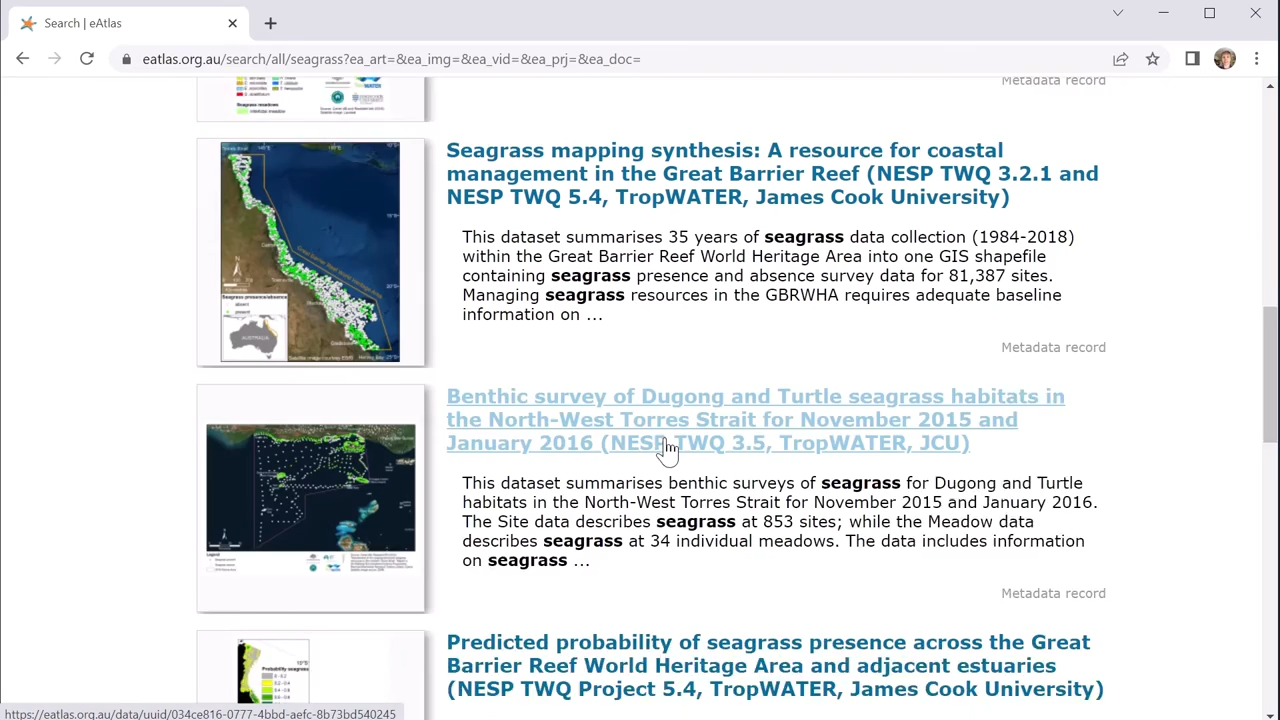 Search | eAtlas
eatlas.org.au/search/all/seagrass?ea_art=&ea_img=&ea_vid=&ea_prj=&ea_doc=
Metadata record
Seagrass mapping synthesis: A resource for coastal
management in the Great Barrier Reef (NESP TWQ 3.2.1 and
NESP TWQ 5.4, TropWATER, James Cook University)
This dataset summarises 35 years of seagrass data collection (1984-2018)
within the Great Barrier Reef World Heritage Area into one GIS shapefile
containing seagrass presence and absence survey data for 81,387 sites.
Managing seagrass resources in the GBRWHA requires adequate baseline
information on ...
Metadata record
Benthic survey of Dugong and Turtle seagrass habitats in
the North-West Torres Strait for November 2015 and
January 2016 (NESP TWQ 3.5, TropWATER, JCU)
This dataset summarises benthic surveys of seagrass for Dugong and Turtle
habitats in the North-West Torres Strait for November 2015 and January 2016.
The Site data describes seagrass at 853 sites; while the Meadow data
describes seagrass at 34 individual meadows. The data includes information
on seagrass ...
Metadata record
Predicted probability of seagrass presence across the Great
Barrier Reef World Heritage Area and adjacent estuaries
(NESP TWQ Project 5.4, TropWATER, James Cook University)
https://eatlas.org.au/data/uuid/034ce816-0777-4bbd-aefc-8b73bd540245